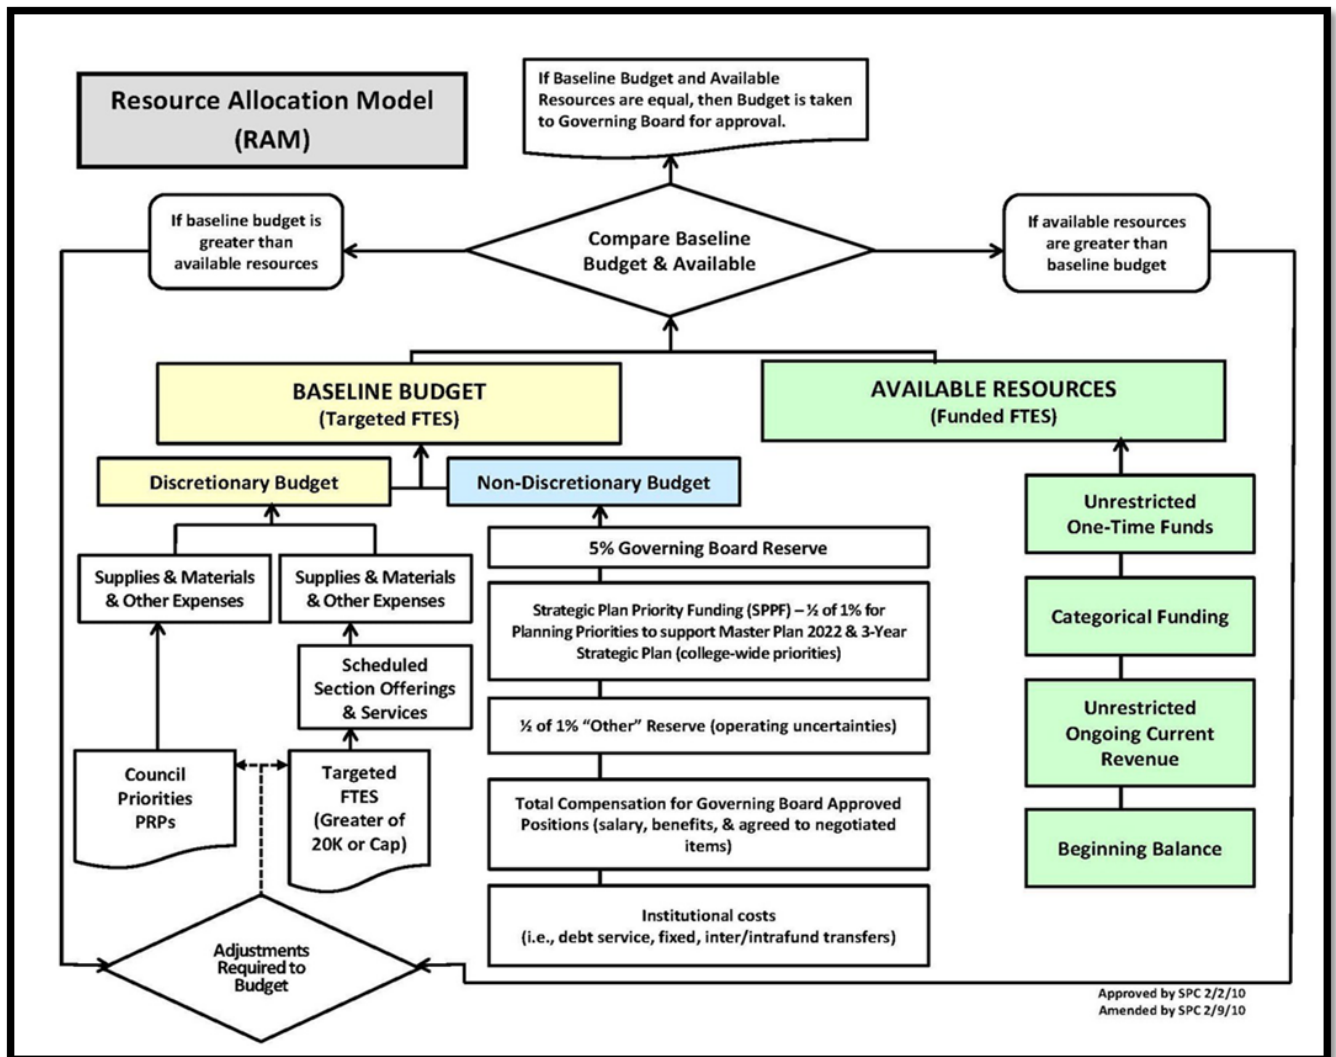 Resource Allocation Model
(RAM)
If Baseline Budget and Available
Resources are equal, then Budget is taken
to Governing Board for approval.
If baseline budget is
greater than
available resources
Compare Baseline
Budget & Available
If available resources
are greater than
baseline budget
BASELINE BUDGET
(Targeted FTES)
AVAILABLE RESOURCES
(Funded FTES)
Discretionary Budget
Non-Discretionary Budget
Supplies & Materials
& Other Expenses
Supplies & Materials
& Other Expenses
Scheduled
Section Offerings
& Services
Council
Priorities
PRPs
Targeted
FTES
(Greater of
20K or Cap)
Adjustments
Required to
Budget
5% Governing Board Reserve
Strategic Plan Priority Funding (SPPF) – ½ of 1% for
Planning Priorities to support Master Plan 2022 & 3-Year
Strategic Plan (college-wide priorities)
½ of 1% “Other” Reserve (operating uncertainties)
Total Compensation for Governing Board Approved
Positions (salary, benefits, & agreed to negotiated
items)
Institutional costs
(i.e., debt service, fixed, inter/intrafund transfers)
Unrestricted
One-Time Funds
Categorical Funding
Unrestricted
Ongoing Current
Revenue
Beginning Balance
Approved by SPC 2/2/10
Amended by SPC 2/9/10